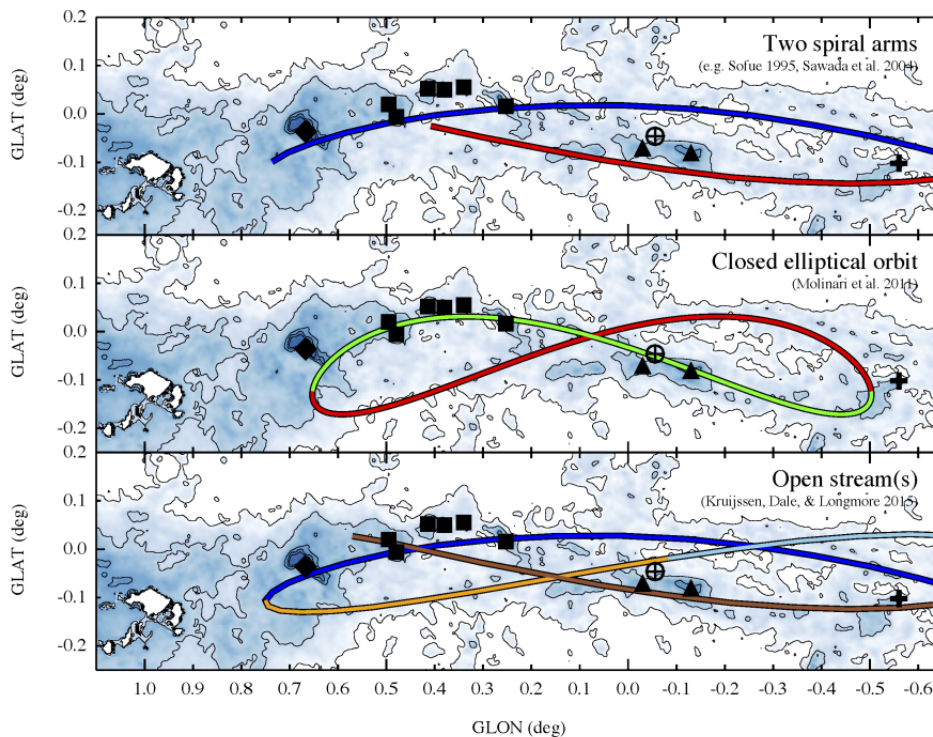 0.2
0.1
0.0
-0.1
-0.2
GLAT (deg)
Two spiral arms
(e.g. Sofue 1995, Sawada et al. 2004)
0.2
0.1
0.0
-0.1
-0.2
GLAT (deg)
Closed elliptical orbit
(Molinari et al. 2011)
0.2
0.1
0.0
-0.1
-0.2
GLAT (deg)
Open stream(s)
(Kruijssen, Dale, & Longmore 2015)
1.0 0.9 0.8 0.7 0.6 0.5 0.4 0.3 0.2 0.1 0.0 -0.1 -0.2 -0.3 -0.4 -0.5 -0.6
GLON (deg)